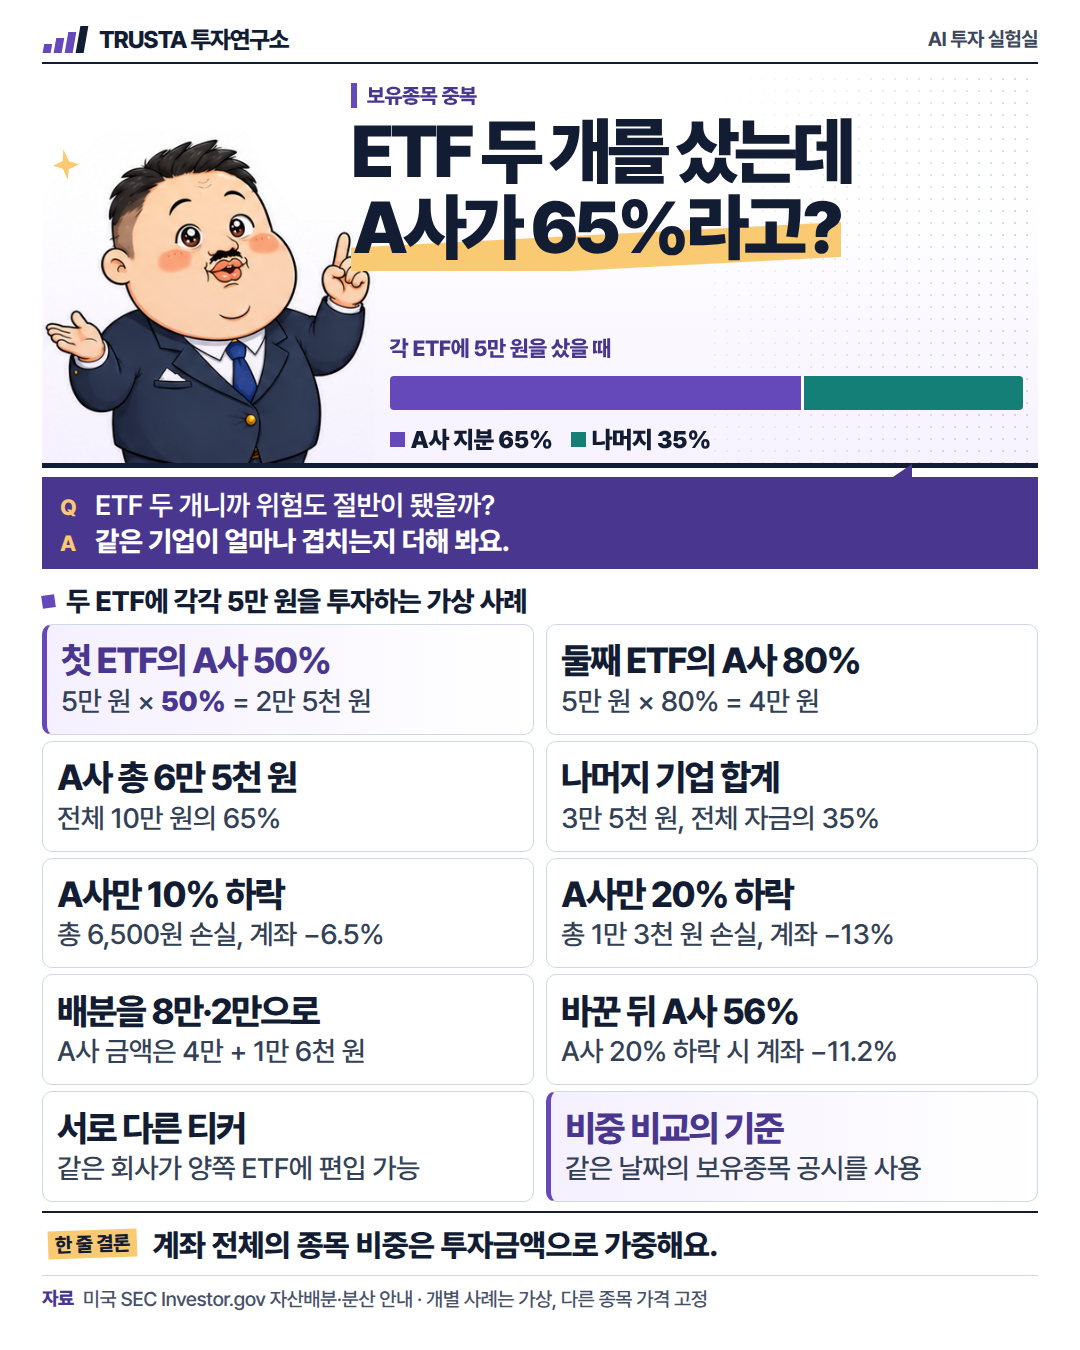 TRUSTA 투자연구소
AI 투자 실험실
보유종목 중복
ETF 두 개를 샀는데
A사가 65%라고?
각 ETF에 5만 원을 샀을 때
A사 지분 65% 나머지 35%
Q ETF 두 개니까 위험도 절반이 됐을까?
A 같은 기업이 얼마나 겹치는지 더해 봐요.
두 ETF에 각각 5만 원을 투자하는 가상 사례
첫 ETF의 A사 50%
5만 원 × 50% = 2만 5천 원
둘째 ETF의 A사 80%
5만 원 × 80% = 4만 원
A사 총 6만 5천 원
전체 10만 원의 65%
나머지 기업 합계
3만 5천 원, 전체 자금의 35%
A사만 10% 하락
총 6,500원 손실, 계좌 −6.5%
A사만 20% 하락
총 1만 3천 원 손실, 계좌 −13%
배분을 8만·2만으로
A사 금액은 4만 + 1만 6천 원
바꾼 뒤 A사 56%
A사 20% 하락 시 계좌 −11.2%
서로 다른 티커
같은 회사가 양쪽 ETF에 편입 가능
비중 비교의 기준
같은 날짜의 보유종목 공시를 사용
한 줄 결론 계좌 전체의 종목 비중은 투자금액으로 가중해요.
자료 미국 SEC Investor.gov 자산배분·분산 안내 · 개별 사례는 가상, 다른 종목 가격 고정